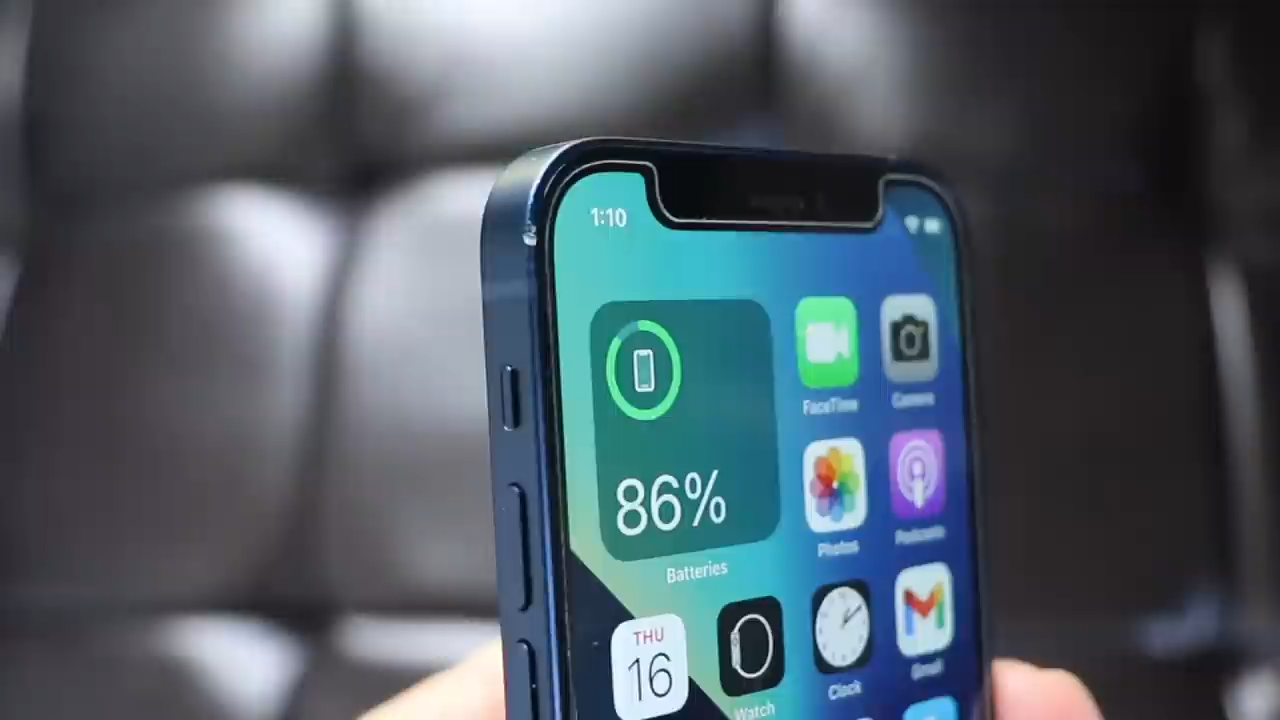 1:10
FaceTime
Camera
86%
Photos
Podcasts
Batteries
THU
16
Watch
Clock
Gmail